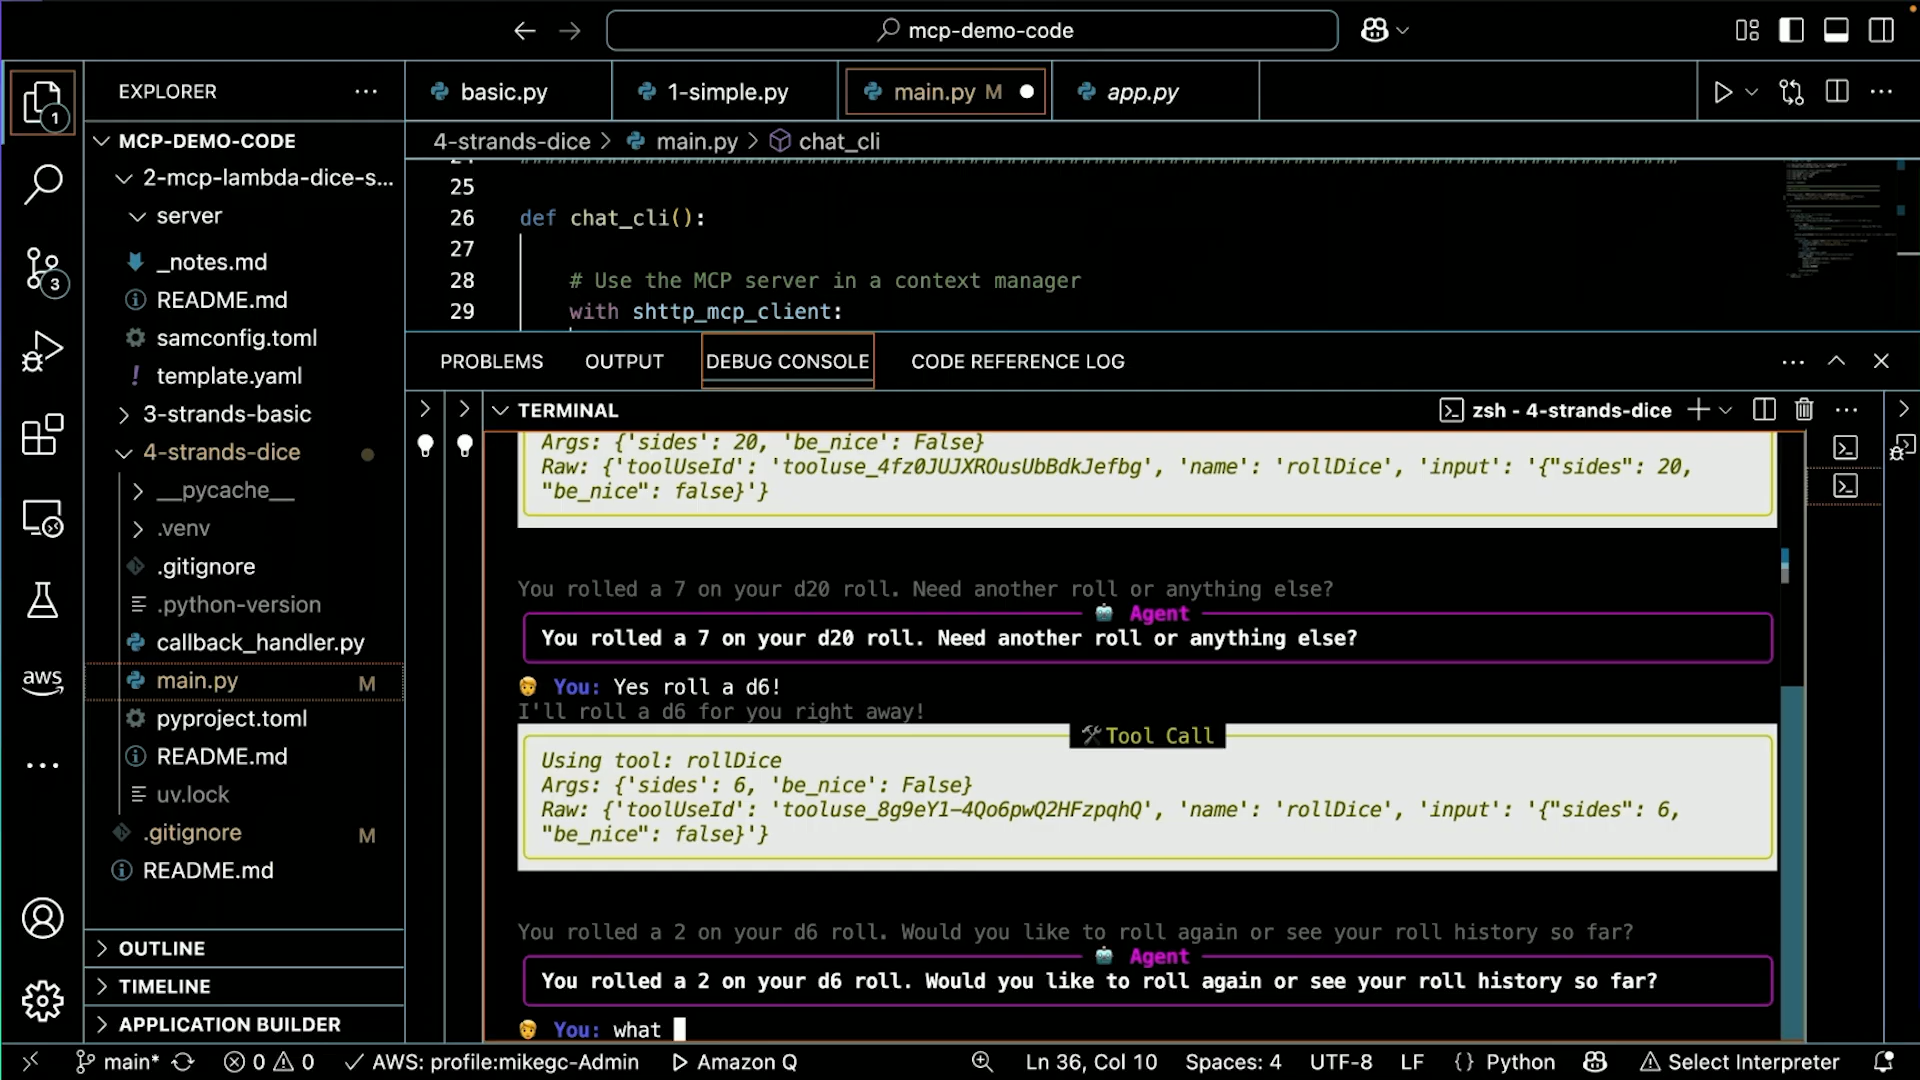 mcp-demo-code
EXPLORER
basic.py
1-simple.py
main.py M
app.py
1
MCP-DEMO-CODE
4-strands-dice > main.py > chat_cli
2-mcp-lambda-dice-s...
25
server
26 def chat_cli():
27
_notes.md
28 # Use the MCP server in a context manager
README.md
29 with shttp_mcp_client:
3
samconfig.toml
PROBLEMS OUTPUT DEBUG CONSOLE CODE REFERENCE LOG
template.yaml
3-strands-basic
TERMINAL
zsh - 4-strands-dice
4-strands-dice
__pycache__
.venv
.gitignore
.python-version
callback_handler.py
main.py M
pyproject.toml
README.md
uv.lock
.gitignore M
README.md
aws
OUTLINE
TIMELINE
APPLICATION BUILDER
Args: {'sides': 20, 'be_nice': False}
Raw: {'toolUseId': 'tooluse_4fz0JUJXROusUbBdkJefbg', 'name': 'rollDice', 'input': '{"sides": 20,
"be_nice": false}'}
You rolled a 7 on your d20 roll. Need another roll or anything else?
Agent
You rolled a 7 on your d20 roll. Need another roll or anything else?
You: Yes roll a d6!
I'll roll a d6 for you right away!
Tool Call
Using tool: rollDice
Args: {'sides': 6, 'be_nice': False}
Raw: {'toolUseId': 'tooluse_8g9eY1-4Qo6pwQ2HFzpqhQ', 'name': 'rollDice', 'input': '{"sides": 6,
"be_nice": false}'}
You rolled a 2 on your d6 roll. Would you like to roll again or see your roll history so far?
Agent
You rolled a 2 on your d6 roll. Would you like to roll again or see your roll history so far?
You: what
main* 0 0 AWS: profile:mikegc-Admin Amazon Q Ln 36, Col 10 Spaces: 4 UTF-8 LF {} Python Select Interpreter